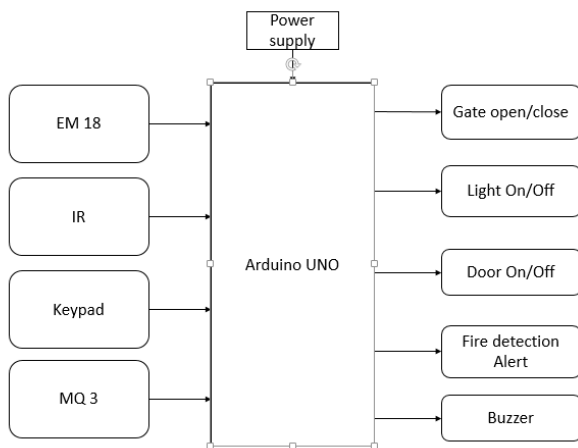 Power
supply
EM 18
IR
Keypad
MQ 3
Arduino UNO
Gate open/close
Light On/Off
Door On/Off
Fire detection
Alert
Buzzer